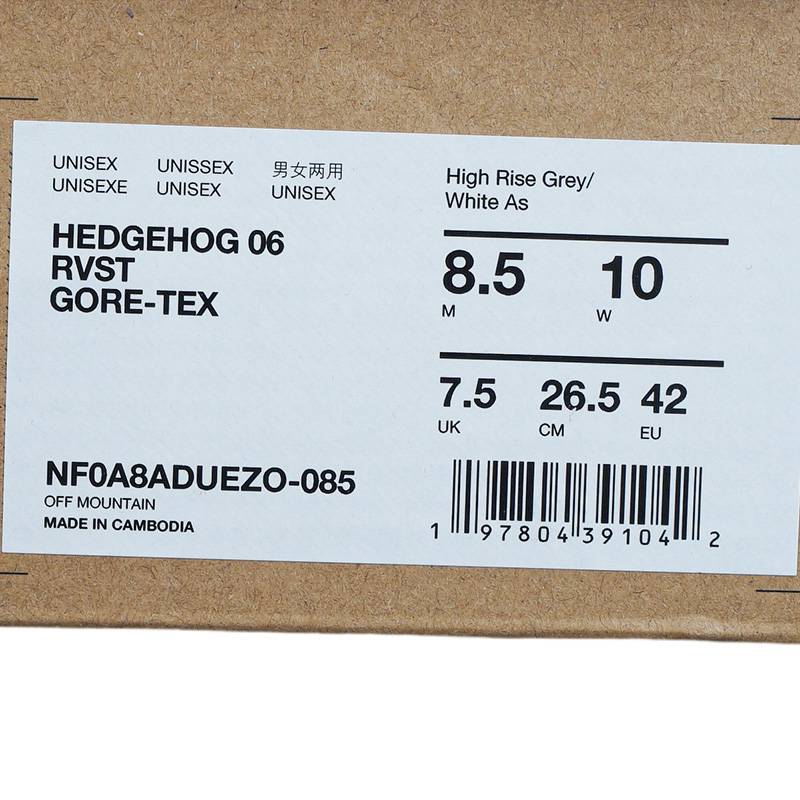 UNISEX UNISSEX 男女两用
UNISEXE UNISEX UNISEX
HEDGEHOG 06
RVST
GORE-TEX
NF0A8ADUEZO-085
OFF MOUNTAIN
MADE IN CAMBODIA
High Rise Grey/
White As
8.5 10
M W
7.5 26.5 42
UK CM EU
1 97804 39104 2